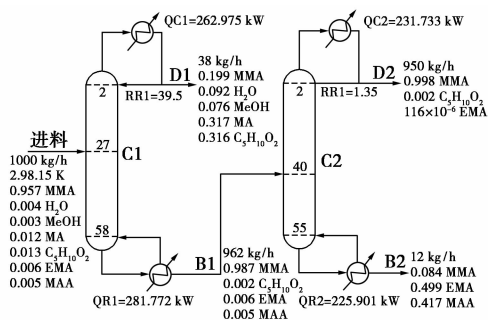 QC1=262.975 kW
QC2=231.733 kW
D1
38 kg/h
0.199 MMA
0.092 H₂O
0.076 MeOH
0.317 MA
0.316 C₅H₁₀O₂
2
RR1=39.5
D2
950 kg/h
0.998 MMA
0.002 C₅H₁₀O₂
116×10⁻⁶ EMA
2
RR1=1.35
进料
27
C1
1000 kg/h
2.98.15 K
0.957 MMA
0.004 H₂O
0.003 MeOH
0.012 MA
0.013 C₅H₁₀O₂
0.006 EMA
0.005 MAA
40
C2
58
55
B1
962 kg/h
0.987 MMA
0.002 C₅H₁₀O₂
0.006 EMA
0.005 MAA
QR1=281.772 kW
B2
12 kg/h
0.084 MMA
0.499 EMA
0.417 MAA
QR2=225.901 kW